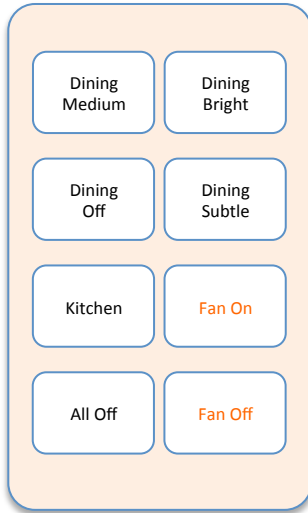 Dining
Medium
Dining
Bright
Dining
Off
Dining
Subtle
Kitchen
Fan On
All Off
Fan Off